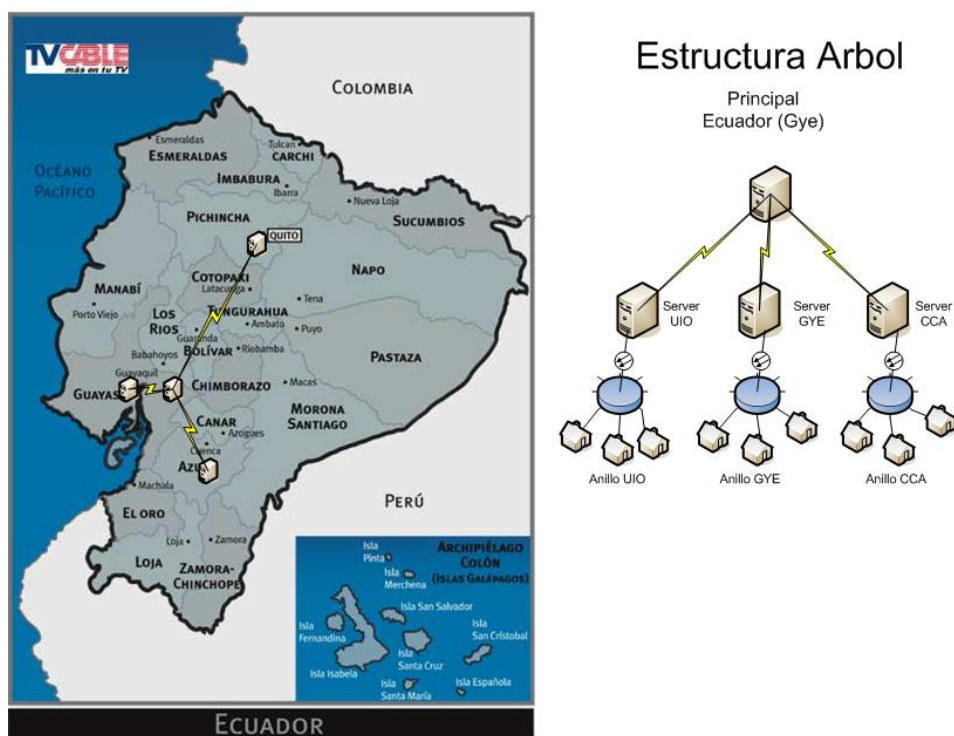 TVCABLE
más en tu TV
COLOMBIA
OCÉANO
PACÍFICO
Esmeraldas
ESMERALDAS
Tulcan
CARCHI
IMBABURA
Ibarra
Nueva Loja
SUCUMBIOS
PICHINCHA
QUITO
NAPO
COTOPAXI
Latacunga
MANABÍ
Porto Viejo
Tena
TUNGURAHUA
LOS
RIOS
Ambato
Puyo
Guaranda
BOLÍVAR
Riobamba
Babahoyos
PASTAZA
Guayaquil
GUAYAS
CHIMBORAZO
Macas
MORONA
SANTIAGO
CANAR
Azogues
Cuenca
AZU
Machala
EL ORO
PERÚ
Loja
Zamora
LOJA
ZAMORA-
CHINCHOPE
ARCHIPIÉLAGO
COLÓN
(ISLAS GALÁPAGOS)
Isla
Pinta
Isla
Merchena
Isla San Salvador
Isla
Fernandina
Isla
San Cristobal
Isla
Santa Cruz
Isla Isabela
Isla
Santa María
Isla Española
ECUADOR
Estructura Arbol
Principal
Ecuador (Gye)
Server
UIO
Server
GYE
Server
CCA
Anillo UIO
Anillo GYE
Anillo CCA